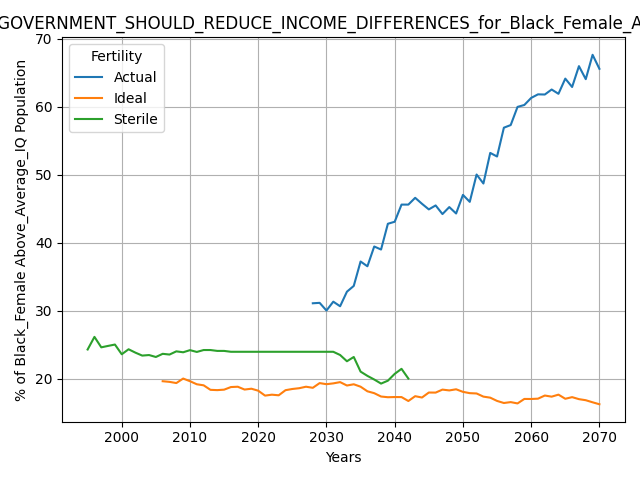 GOVERNMENT_SHOULD_REDUCE_INCOME_DIFFERENCES_for_Black_Female_A
% of Black_Female Above_Average_IQ Population
70
60
50
40
30
20
Fertility
Actual
Ideal
Sterile
2000
2010
2020
2030
2040
2050
2060
2070
Years